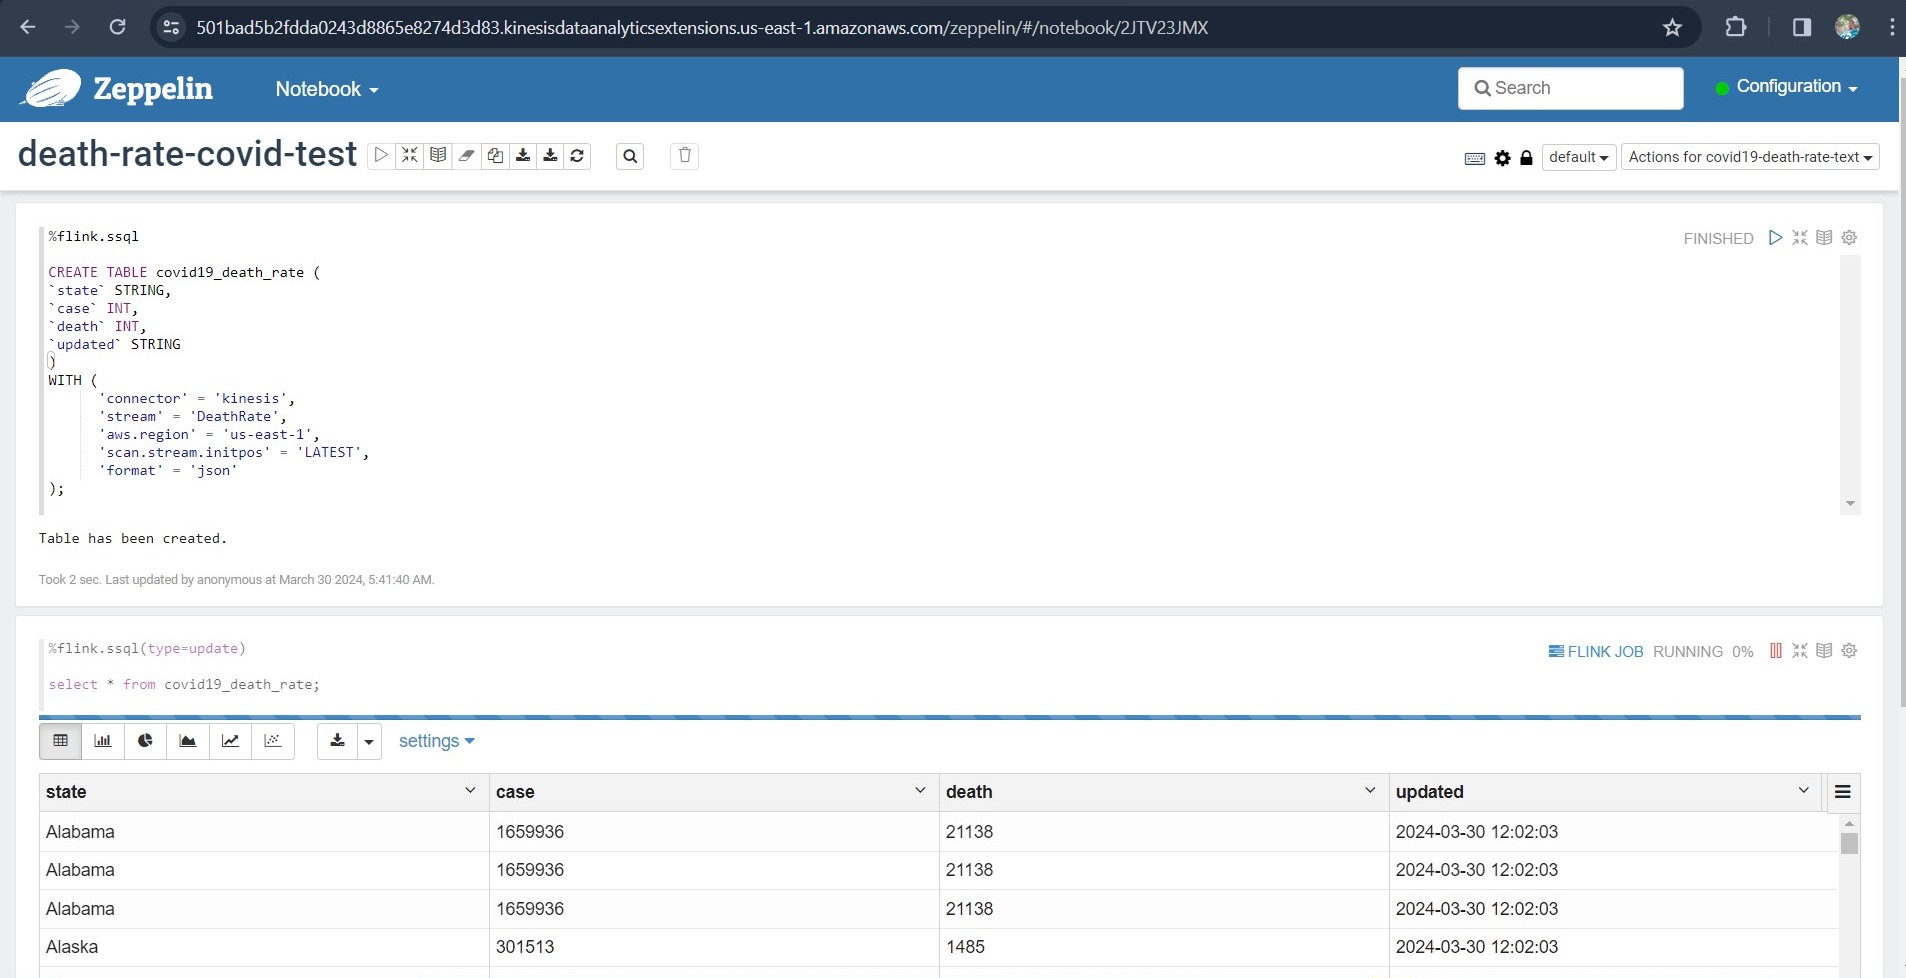 501bad5b2fdda0243d8865e8274d3d83.kinesisdataanalyticsextensions.us-east-1.amazonaws.com/zeppelin/#/notebook/2JTV23JMX
Zeppelin Notebook Search Configuration
death-rate-covid-test default Actions for covid19-death-rate-text
%flink.ssql FINISHED
CREATE TABLE covid19_death_rate (
`state` STRING,
`case` INT,
`death` INT,
`updated` STRING
)
WITH (
'connector' = 'kinesis',
'stream' = 'DeathRate',
'aws.region' = 'us-east-1',
'scan.stream.initpos' = 'LATEST',
'format' = 'json'
);
Table has been created.
Took 2 sec. Last updated by anonymous at March 30 2024, 5:41:40 AM.
%flink.ssql(type=update) FLINK JOB RUNNING 0%
select * from covid19_death_rate;
settings
state case death updated
Alabama 1659936 21138 2024-03-30 12:02:03
Alabama 1659936 21138 2024-03-30 12:02:03
Alabama 1659936 21138 2024-03-30 12:02:03
Alaska 301513 1485 2024-03-30 12:02:03